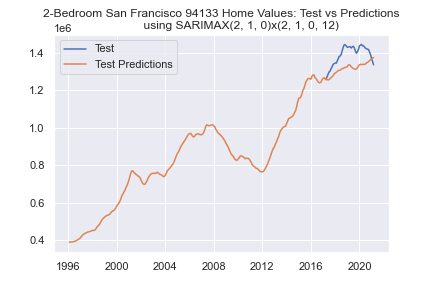 2-Bedroom San Francisco 94133 Home Values: Test vs Predictions
using SARIMAX(2, 1, 0)x(2, 1, 0, 12)
1e6
Test
Test Predictions
1.4
1.2
1.0
0.8
0.6
0.4
1996 2000 2004 2008 2012 2016 2020